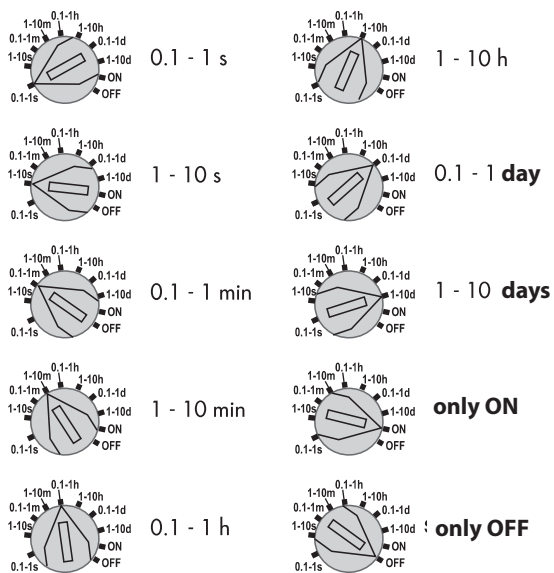 0.1-1h
1-10m
1-10h
0.1-1m
0.1-1d
1-10s
1-10d
ON
0.1-1s
OFF
0.1 - 1 s
0.1-1h
1-10m
1-10h
0.1-1m
0.1-1d
1-10s
1-10d
ON
0.1-1s
OFF
1 - 10 h
0.1-1h
1-10m
1-10h
0.1-1m
0.1-1d
1-10s
1-10d
ON
0.1-1s
OFF
1 - 10 s
0.1-1h
1-10m
1-10h
0.1-1m
0.1-1d
1-10s
1-10d
ON
0.1-1s
OFF
0.1 - 1 day
0.1-1h
1-10m
1-10h
0.1-1m
0.1-1d
1-10s
1-10d
ON
0.1-1s
OFF
0.1 - 1 min
0.1-1h
1-10m
1-10h
0.1-1m
0.1-1d
1-10s
1-10d
ON
0.1-1s
OFF
1 - 10 days
0.1-1h
1-10m
1-10h
0.1-1m
0.1-1d
1-10s
1-10d
ON
0.1-1s
OFF
1 - 10 min
0.1-1h
1-10m
1-10h
0.1-1m
0.1-1d
1-10s
1-10d
ON
0.1-1s
OFF
only ON
0.1-1h
1-10m
1-10h
0.1-1m
0.1-1d
1-10s
1-10d
ON
0.1-1s
OFF
0.1 - 1 h
0.1-1h
1-10m
1-10h
0.1-1m
0.1-1d
1-10s
1-10d
ON
0.1-1s
OFF
only OFF